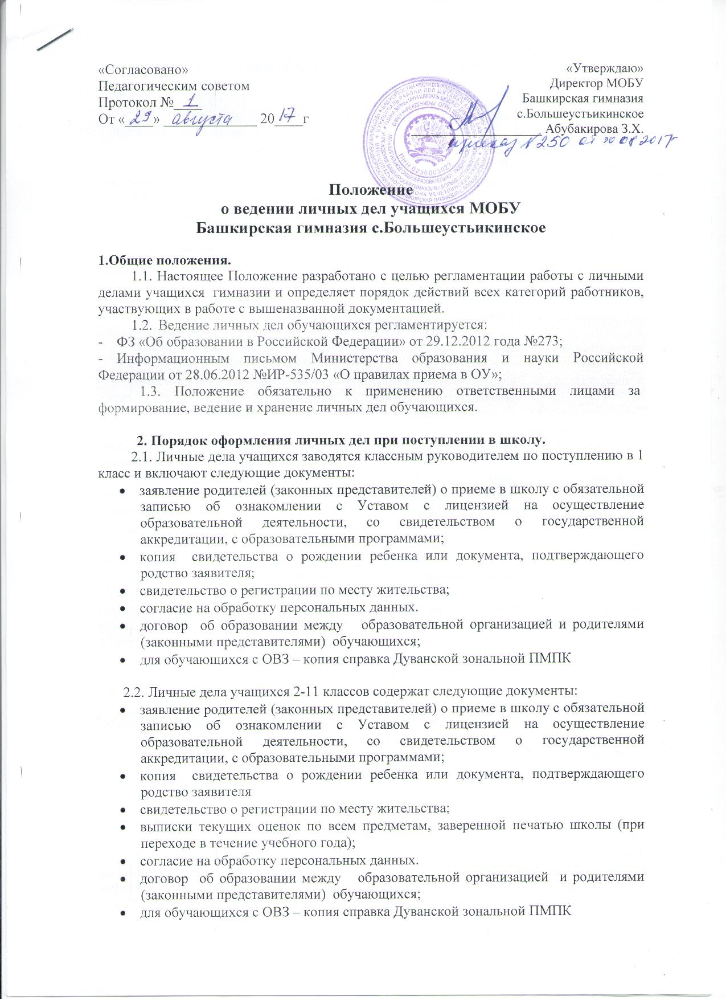 «Согласовано»
Педагогическим советом
Протокол № 1
От «29» августа 2017г
«Утверждаю»
Директор МОБУ
Башкирская гимназия
с.Большеустьикинское
Абубакирова З.Х.
приказ №250 от 30 08 2017г
ИНН 0236003027
Положение
о ведении личных дел учащихся МОБУ
Башкирская гимназия с.Большеустьикинское
1.Общие положения.
1.1. Настоящее Положение разработано с целью регламентации работы с личными
делами учащихся гимназии и определяет порядок действий всех категорий работников,
участвующих в работе с вышеназванной документацией.
1.2. Ведение личных дел обучающихся регламентируется:
- ФЗ «Об образовании в Российской Федерации» от 29.12.2012 года №273;
- Информационным письмом Министерства образования и науки Российской
Федерации от 28.06.2012 №ИР-535/03 «О правилах приема в ОУ»;
1.3. Положение обязательно к применению ответственными лицами за
формирование, ведение и хранение личных дел обучающихся.
2. Порядок оформления личных дел при поступлении в школу.
2.1. Личные дела учащихся заводятся классным руководителем по поступлению в 1
класс и включают следующие документы:
• заявление родителей (законных представителей) о приеме в школу с обязательной
записью об ознакомлении с Уставом с лицензией на осуществление
образовательной деятельности, со свидетельством о государственной
аккредитации, с образовательными программами;
• копия свидетельства о рождении ребенка или документа, подтверждающего
родство заявителя;
• свидетельство о регистрации по месту жительства;
• согласие на обработку персональных данных.
• договор об образовании между образовательной организацией и родителями
(законными представителями) обучающихся;
• для обучающихся с ОВЗ – копия справка Дуванской зональной ПМПК
2.2. Личные дела учащихся 2-11 классов содержат следующие документы:
• заявление родителей (законных представителей) о приеме в школу с обязательной
записью об ознакомлении с Уставом с лицензией на осуществление
образовательной деятельности, со свидетельством о государственной
аккредитации, с образовательными программами;
• копия свидетельства о рождении ребенка или документа, подтверждающего
родство заявителя
• свидетельство о регистрации по месту жительства;
• выписки текущих оценок по всем предметам, заверенной печатью школы (при
переходе в течение учебного года);
• согласие на обработку персональных данных.
• договор об образовании между образовательной организацией и родителями
(законными представителями) обучающихся;
• для обучающихся с ОВЗ – копия справка Дуванской зональной ПМПК